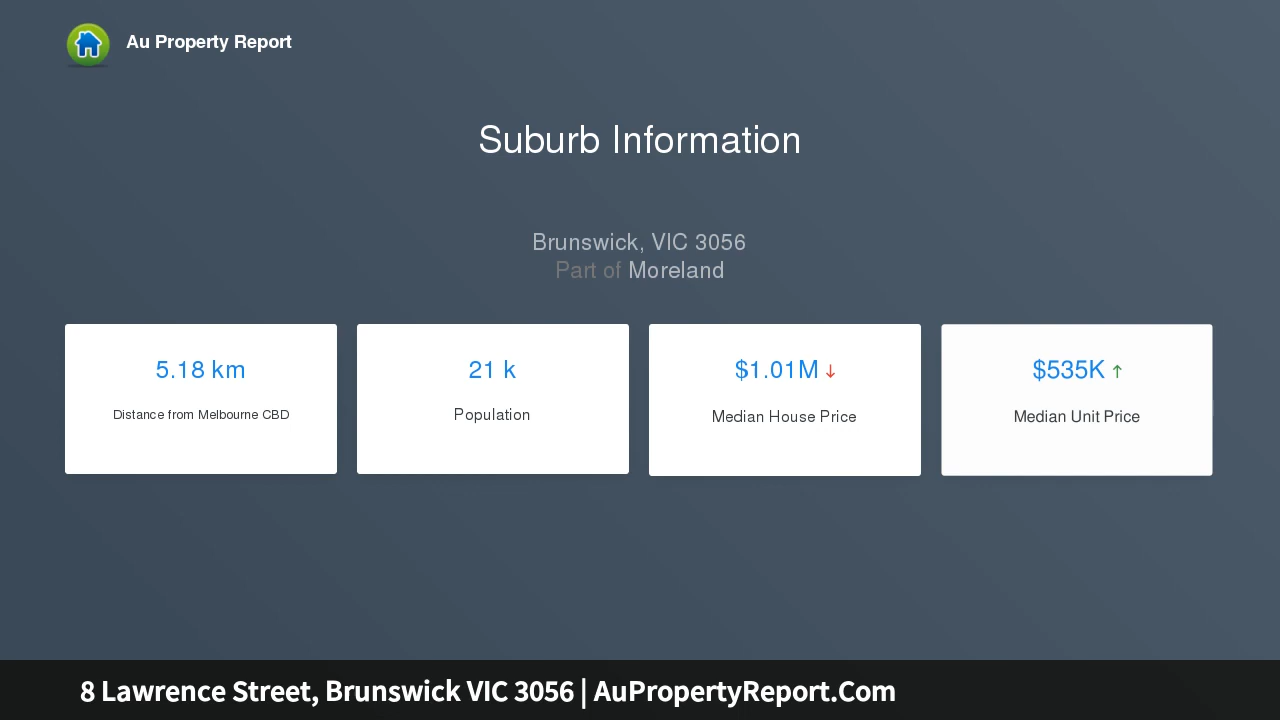 Au Property Report
Suburb Information
Brunswick, VIC 3056
Part of Moreland
5.18 km
Distance from Melbourne CBD
21 k
Population
$1.01M ↓
Median House Price
$535K ↑
Median Unit Price
8 Lawrence Street, Brunswick VIC 3056 | AuPropertyReport.Com